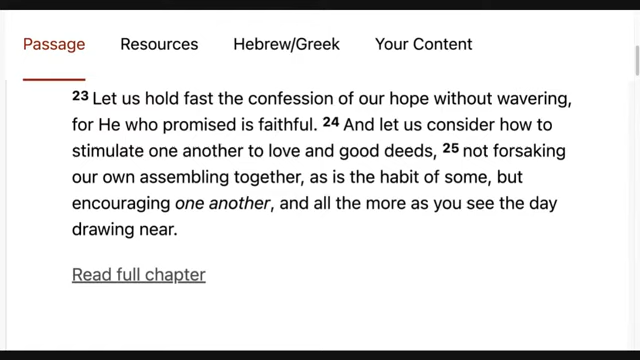 Passage Resources Hebrew/Greek Your Content
23 Let us hold fast the confession of our hope without wavering,
for He who promised is faithful. 24 And let us consider how to
stimulate one another to love and good deeds, 25 not forsaking
our own assembling together, as is the habit of some, but
encouraging one another, and all the more as you see the day
drawing near.
Read full chapter